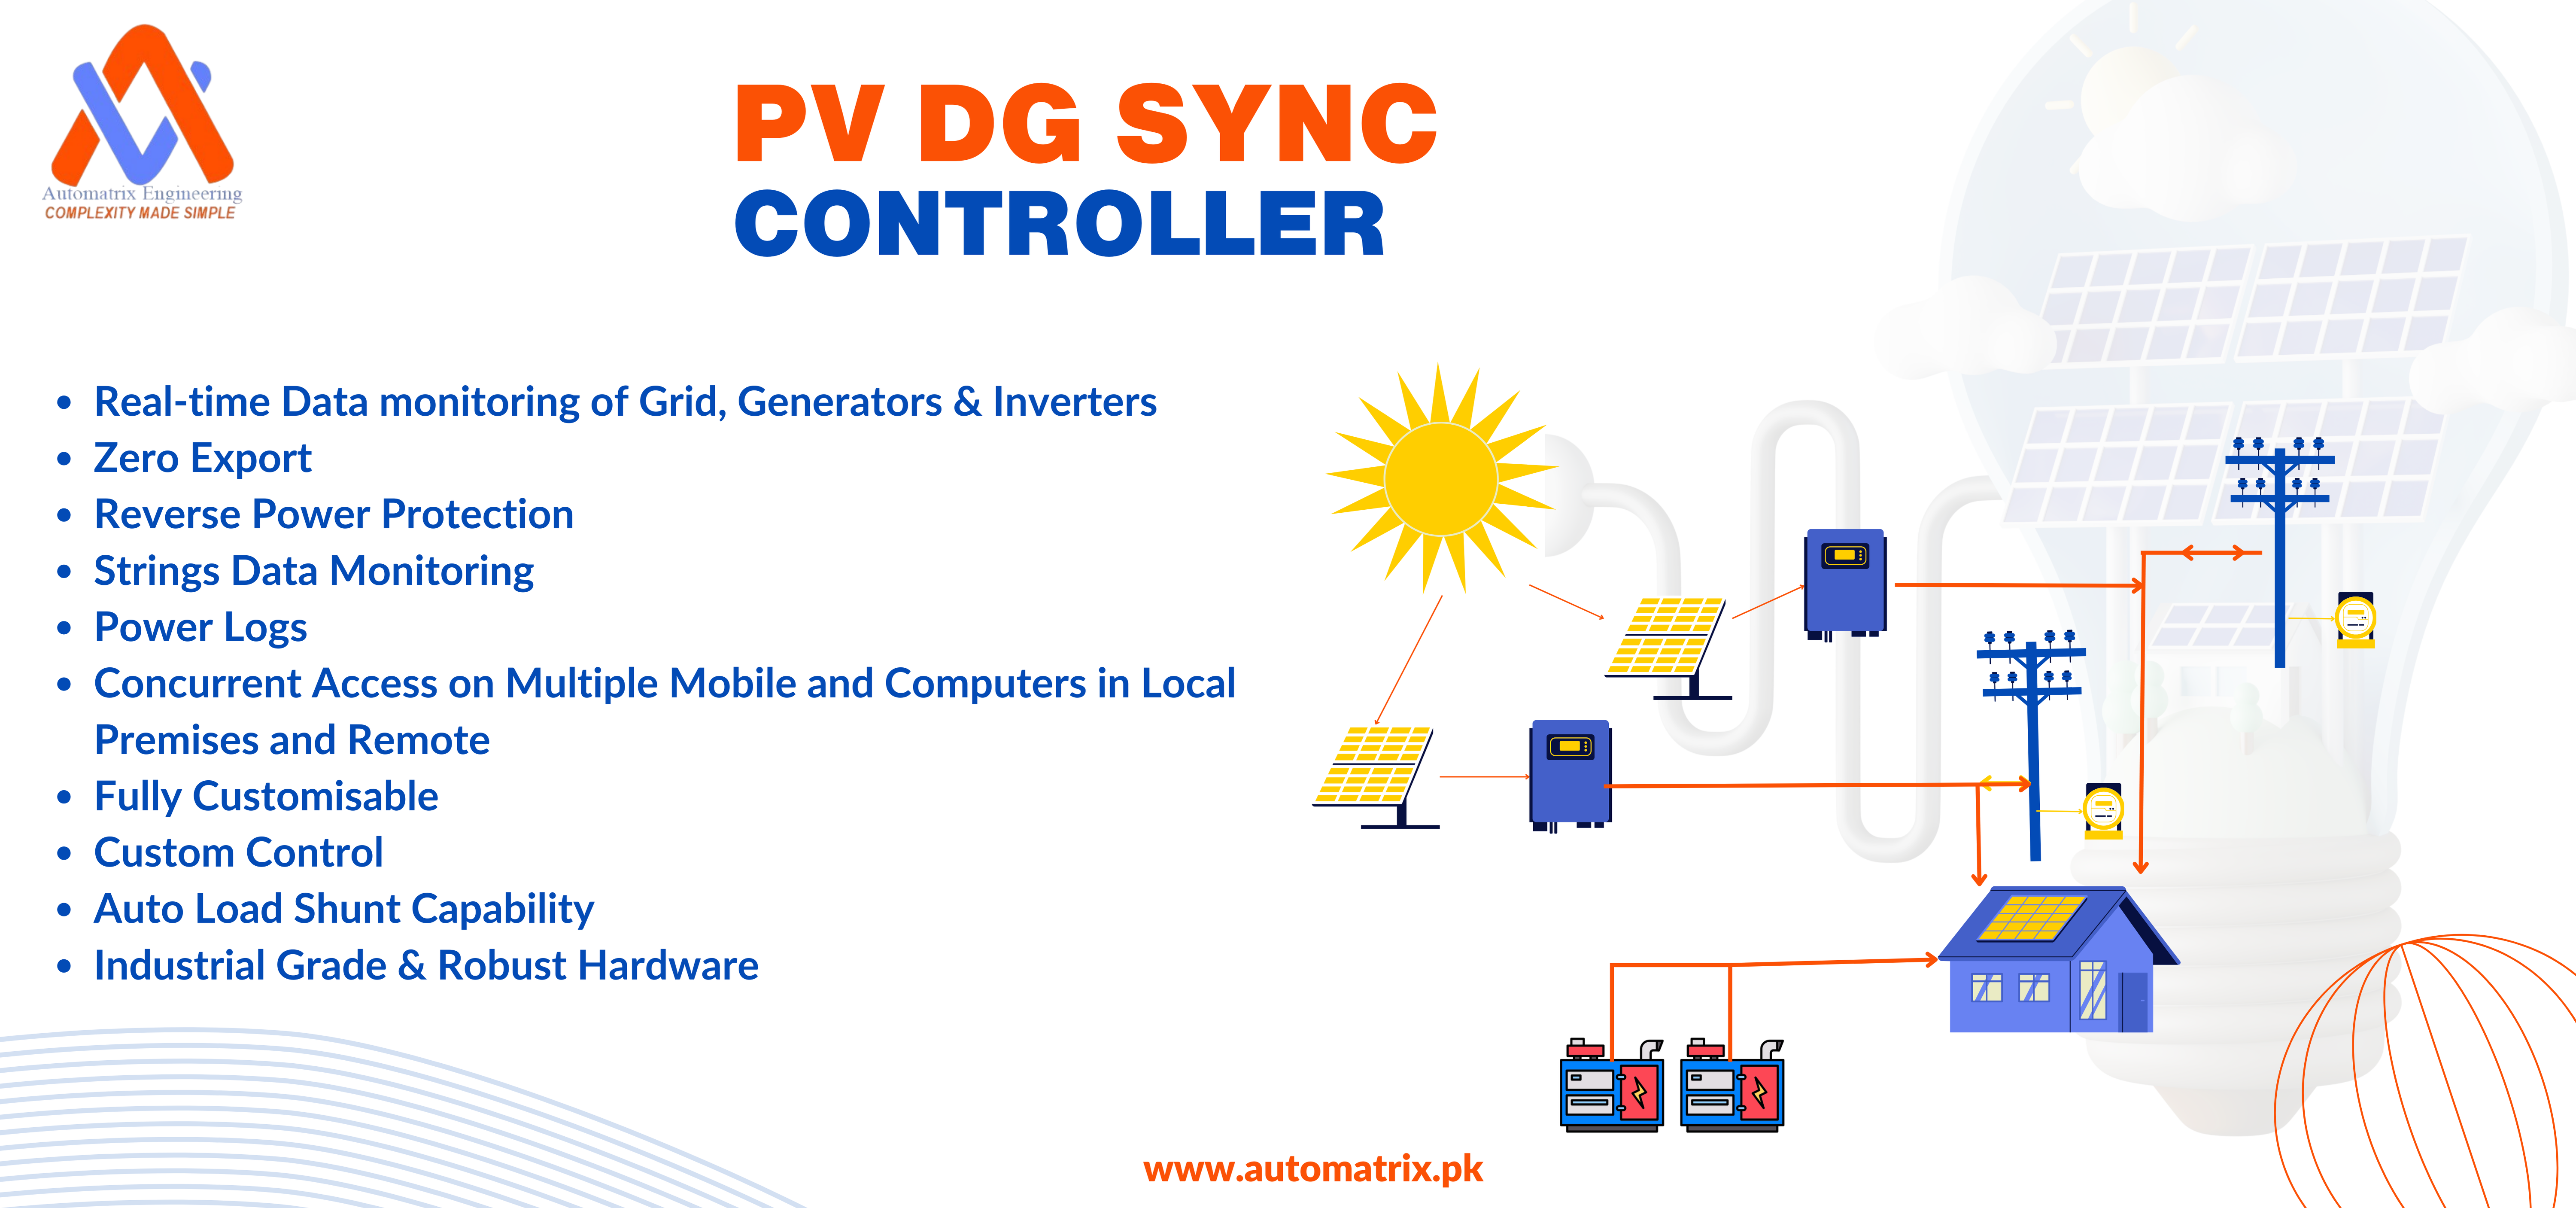 Automatrix Engineering
COMPLEXITY MADE SIMPLE
PV DG SYNC
CONTROLLER
• Real-time Data monitoring of Grid, Generators & Inverters
• Zero Export
• Reverse Power Protection
• Strings Data Monitoring
• Power Logs
• Concurrent Access on Multiple Mobile and Computers in Local
Premises and Remote
• Fully Customisable
• Custom Control
• Auto Load Shunt Capability
• Industrial Grade & Robust Hardware
www.automatrix.pk